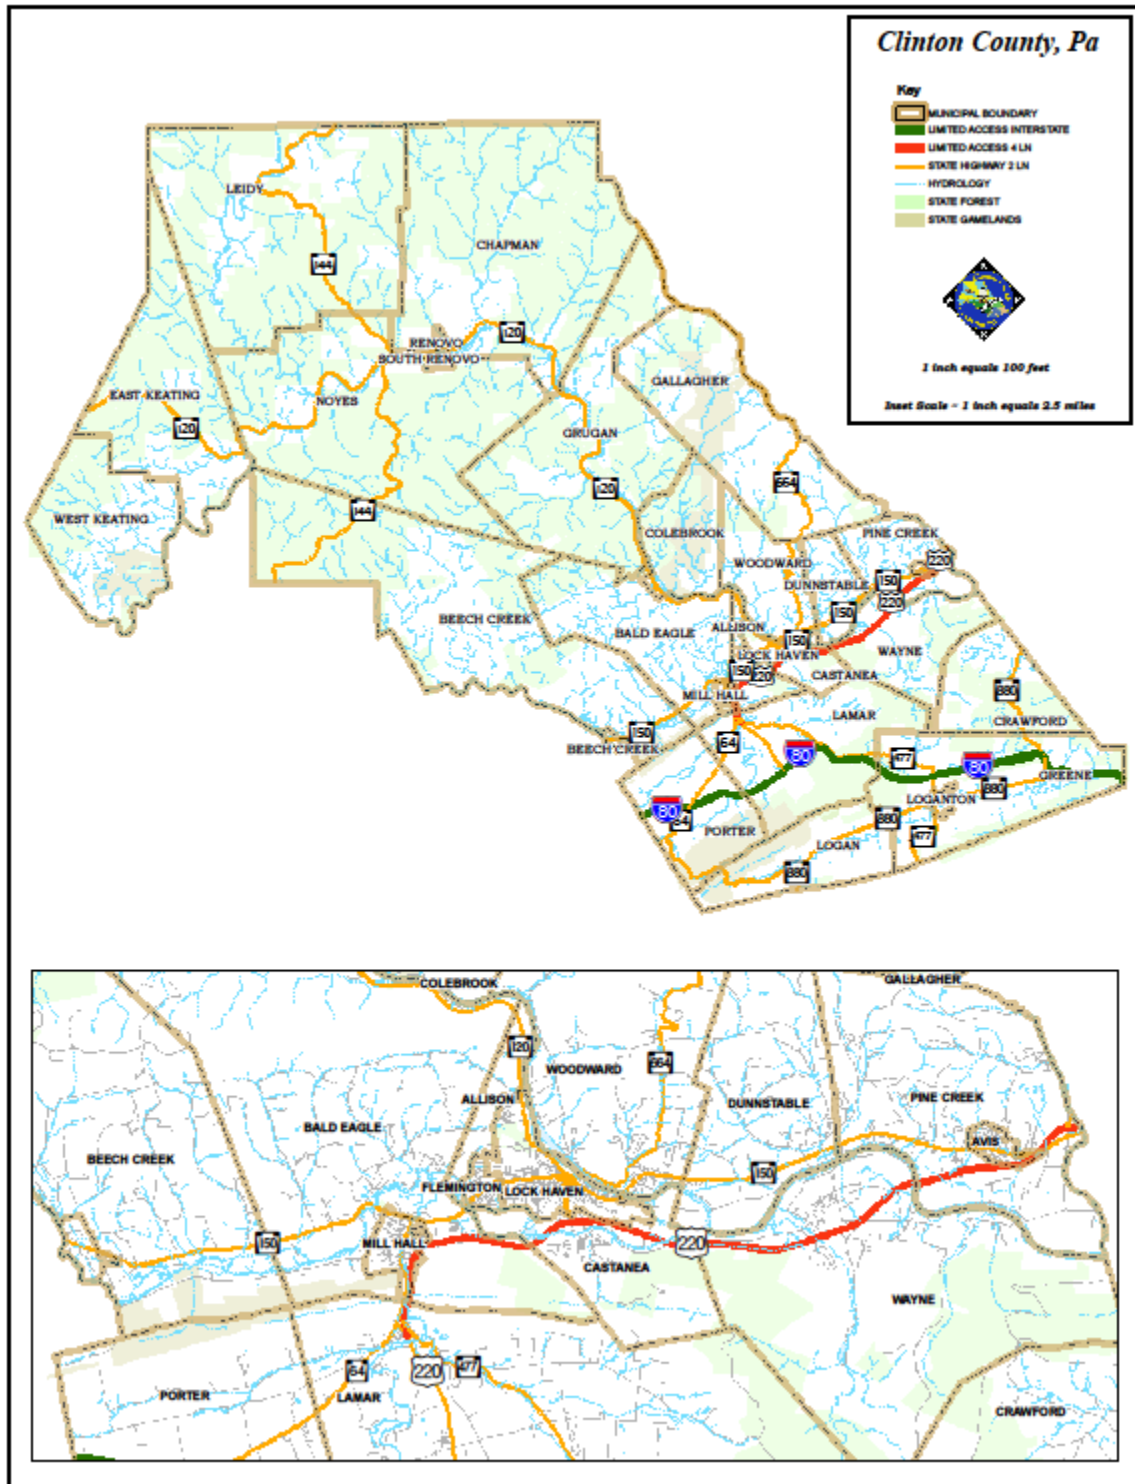 Clinton County, Pa
Key
MUNICIPAL BOUNDARY
LIMITED ACCESS INTERSTATE
LIMITED ACCESS 4 LN
STATE HIGHWAY 2 LN
HYDROLOGY
STATE FOREST
STATE GAMELANDS
1 inch equals 100 feet
Inset Scale - 1 inch equals 2.5 miles
LEIDY
CHAPMAN
144
120
RENOVO
SOUTH RENOVO
GALLAGHER
EAST KEATING
NOYES
120
GRUGAN
664
120
144
WEST KEATING
COLEBROOK
PINE CREEK
220
WOODWARD
DUNNSTABLE
150
220
150
BEECH CREEK
ALLISON
BALD EAGLE
150
LOCK HAVEN
WAYNE
150
220
CASTANEA
MILL HALL
880
LAMAR
CRAWFORD
150
64
BEECH CREEK
80
477
80
GREENE
880
LOGANTON
80
64
880
PORTER
477
LOGAN
880
COLEBROOK
GALLAGHER
120
WOODWARD
664
ALLISON
DUNNSTABLE
PINE CREEK
BALD EAGLE
AVIS
BEECH CREEK
150
FLEMINGTON
LOCK HAVEN
150
MILL HALL
220
CASTANEA
WAYNE
64
220
477
PORTER
LAMAR
CRAWFORD